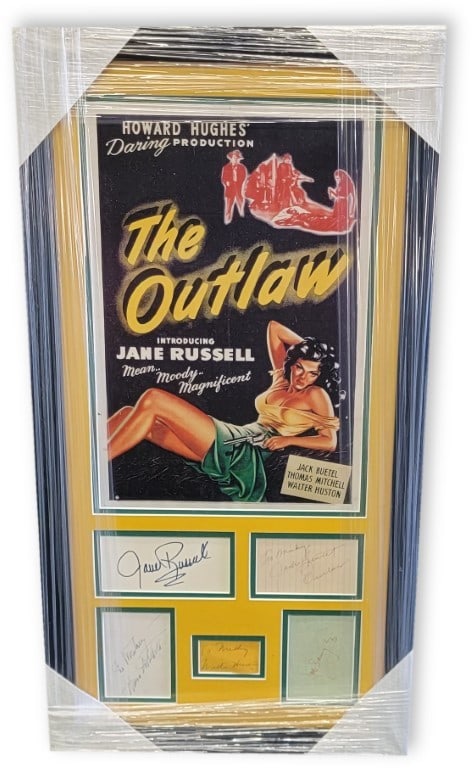 HOWARD HUGHES'
Daring PRODUCTION
The
Outlaw
INTRODUCING
JANE RUSSELL
Mean.. Moody..
Magnificent
JACK BUETEL
THOMAS MITCHELL
WALTER HUSTON
Jane Russell